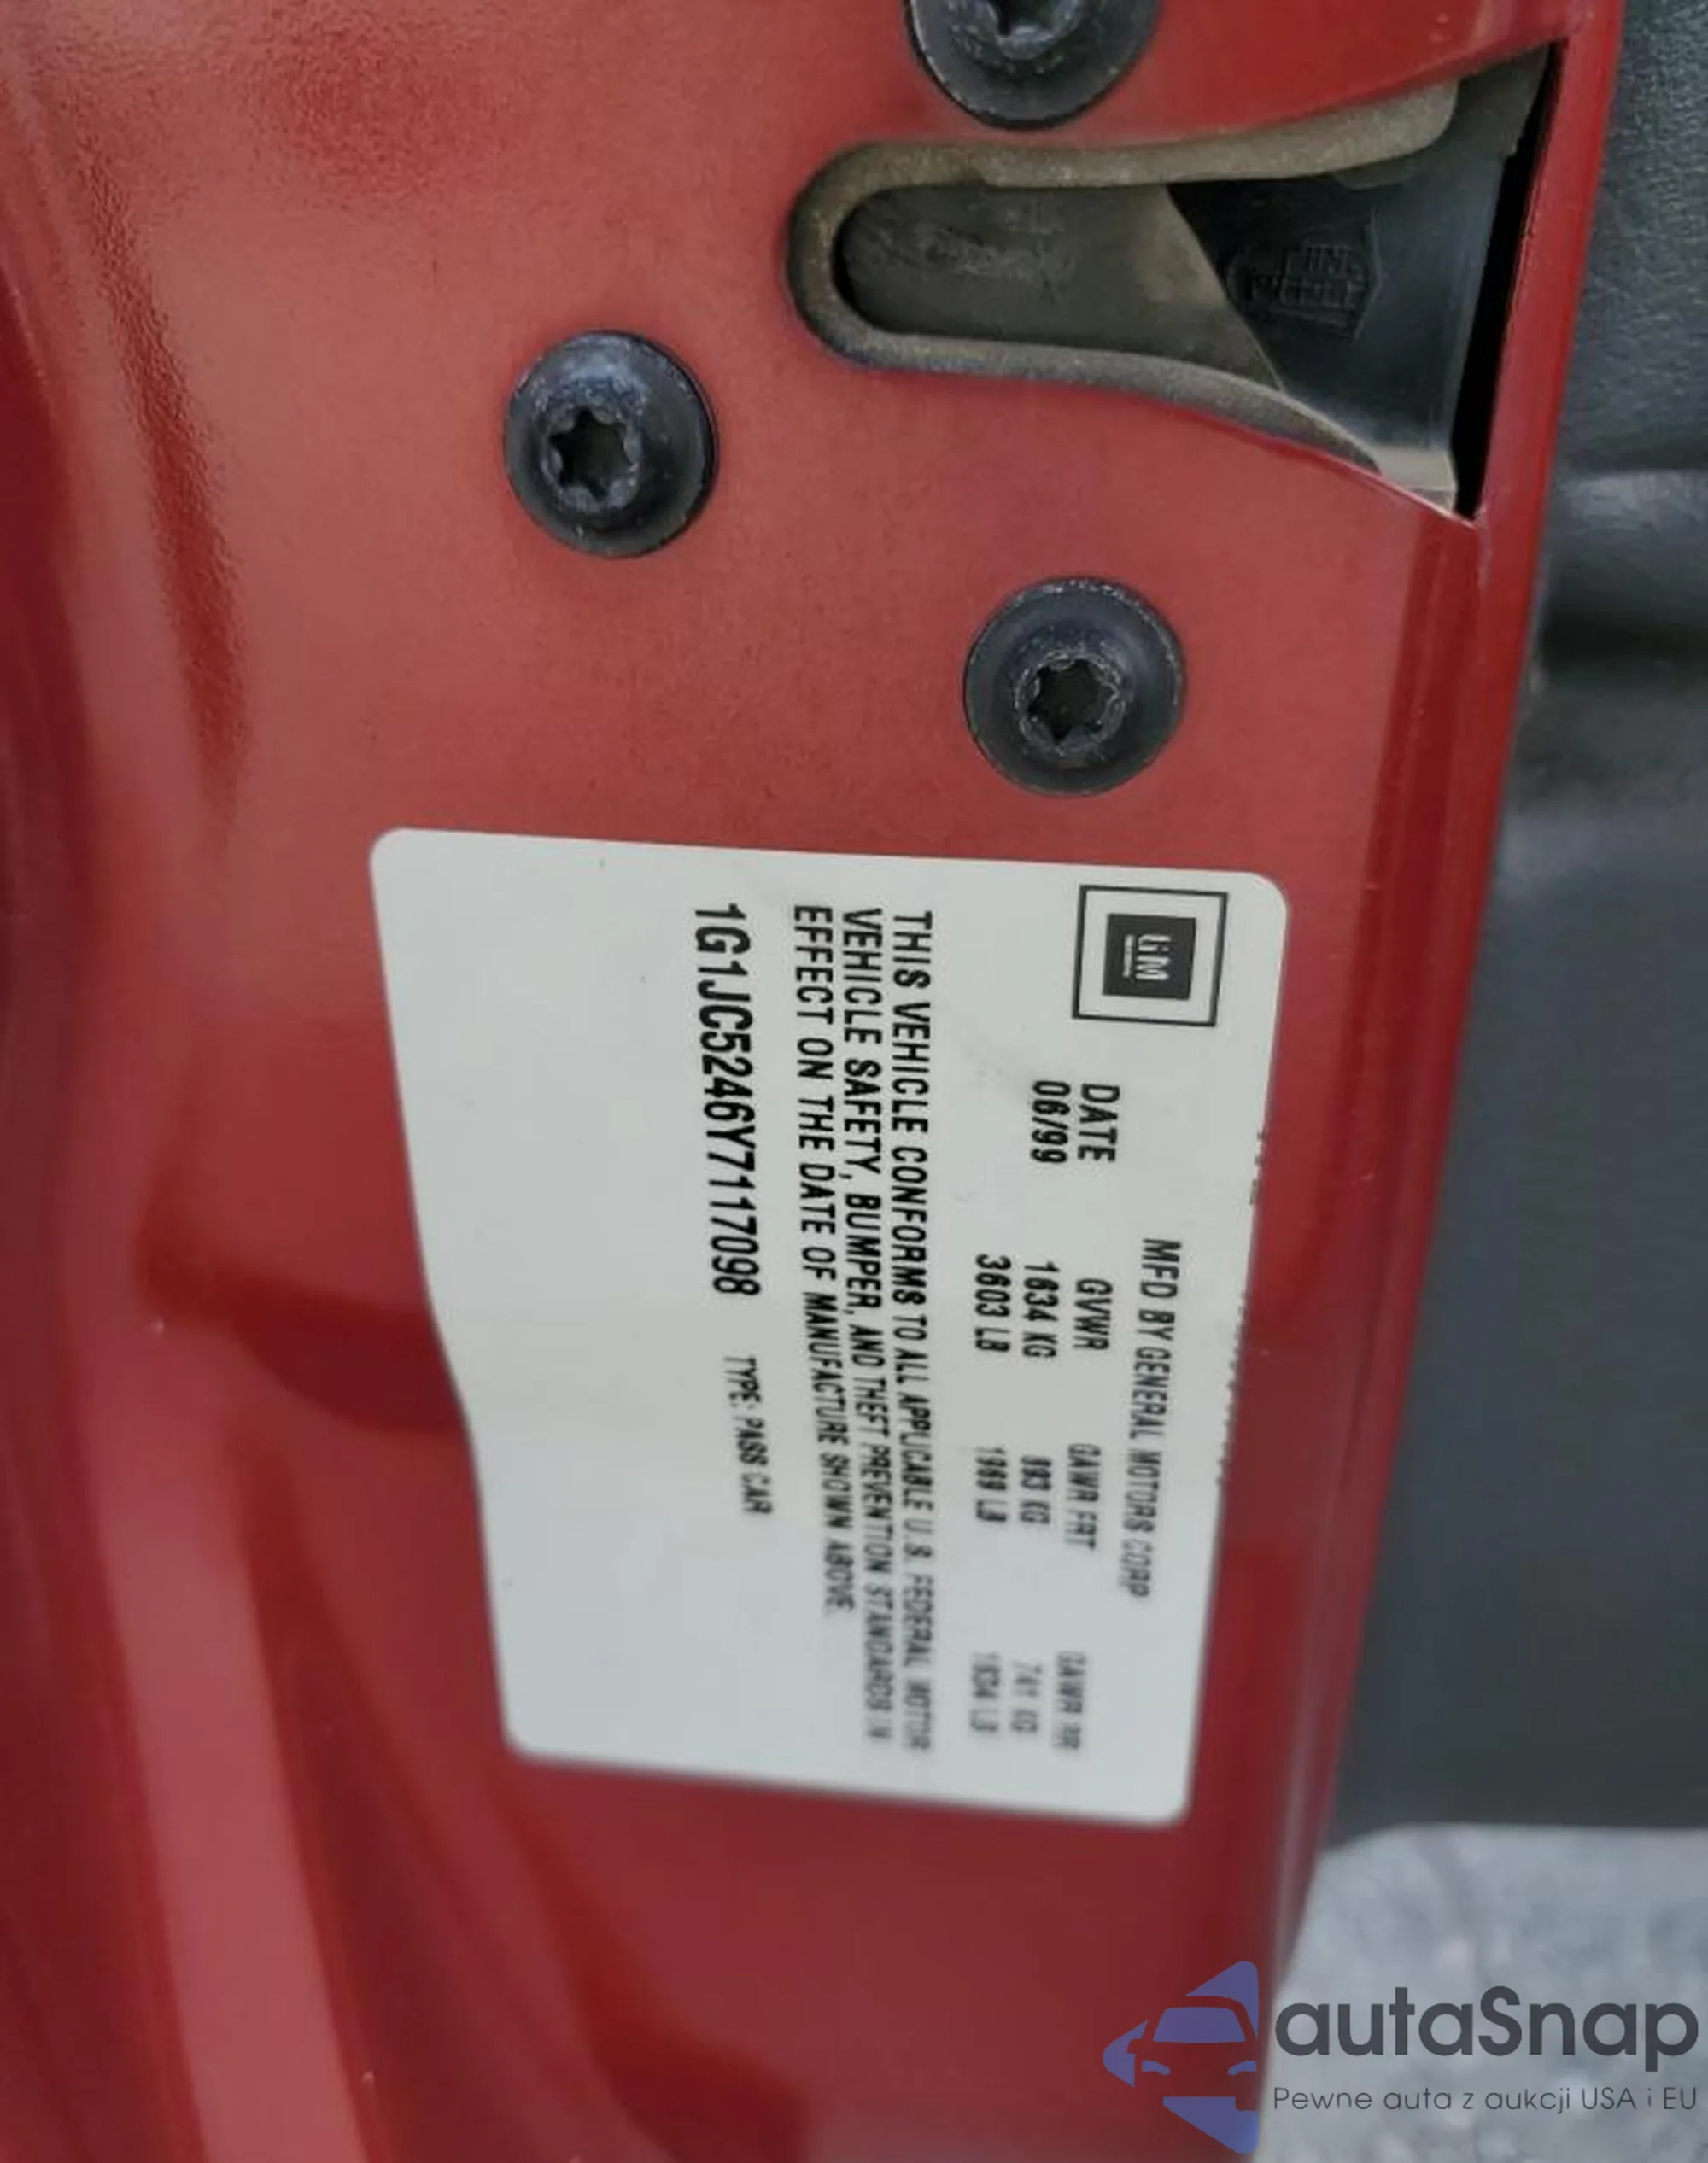 GM
MFD BY GENERAL MOTORS CORP
DATE GVWR GAWR FRT GAWR RR
06/99 1634 KG 893 KG 741 KG
3603 LB 1969 LB 1634 LB
THIS VEHICLE CONFORMS TO ALL APPLICABLE U.S. FEDERAL MOTOR
VEHICLE SAFETY, BUMPER, AND THEFT PREVENTION STANDARDS IN
EFFECT ON THE DATE OF MANUFACTURE SHOWN ABOVE.
1G1JC5246Y7117098 TYPE: PASS CAR
autaSnap
Pewne auta z aukcji USA i EU